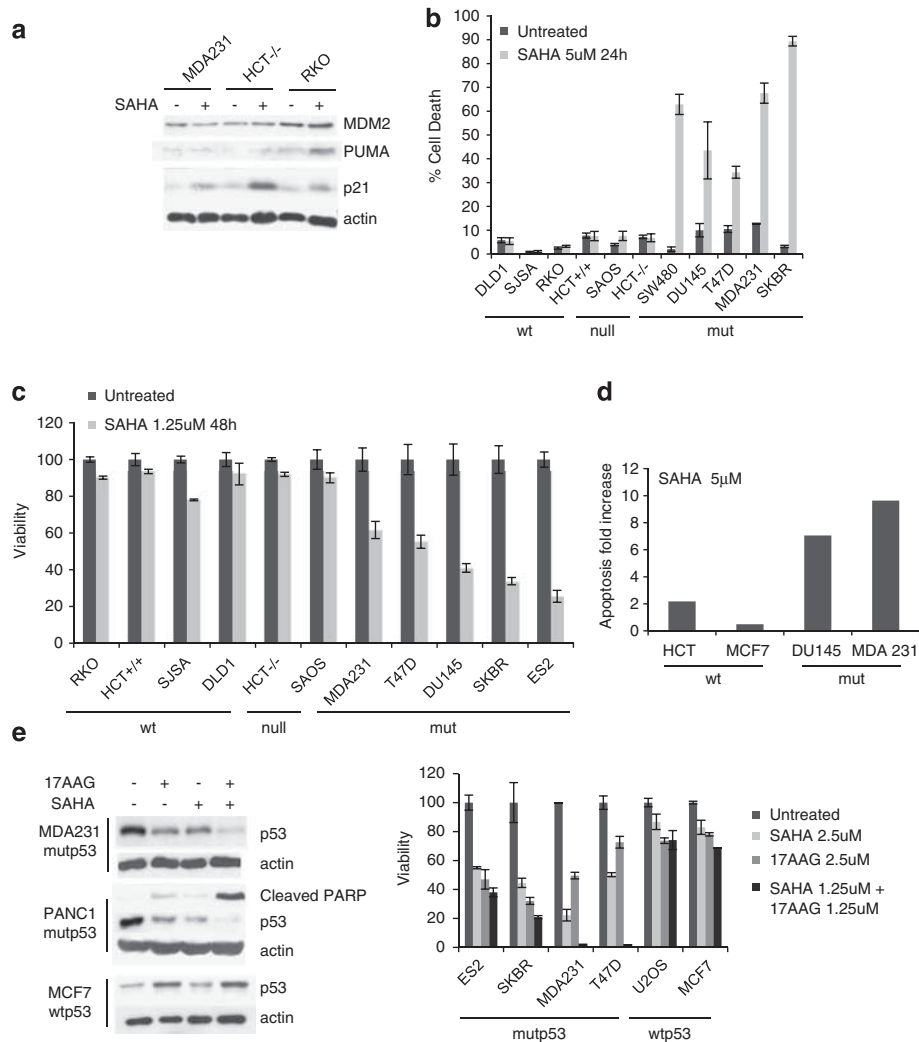 a
MDA231 HCT-/- RKO
SAHA - + - + - +
MDM2
PUMA
p21
actin
b
Untreated
SAHA 5uM 24h
% Cell Death
100
90
80
70
60
50
40
30
20
10
0
DLD1 SJSA RKO HCT+/+ SAOS HCT-/- SW480 DU145 T47D MDA231 SKBR
wt null mut
c
Untreated
SAHA 1.25uM 48h
Viability
120
100
80
60
40
20
0
RKO HCT+/+ SJSA DLD1 HCT-/- SAOS MDA231 T47D DU145 SKBR ES2
wt null mut
d
SAHA 5µM
Apoptosis fold increase
12
10
8
6
4
2
0
HCT MCF7 DU145 MDA 231
wt mut
e
17AAG - + - +
SAHA - - + +
MDA231
mutp53
p53
actin
PANC1
mutp53
Cleaved PARP
p53
actin
MCF7
wtp53
p53
actin
Viability
120
100
80
60
40
20
0
ES2 SKBR MDA231 T47D U2OS MCF7
mutp53 wtp53
Untreated
SAHA 2.5uM
17AAG 2.5uM
SAHA 1.25uM +
17AAG 1.25uM